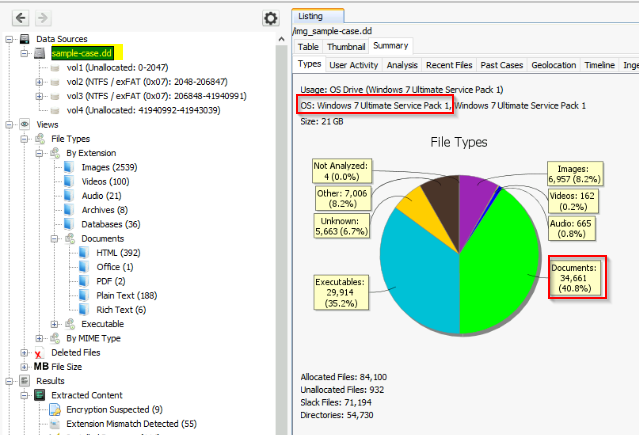 Data Sources
sample-case.dd
vol1 (Unallocated: 0-2047)
vol2 (NTFS / exFAT (0x07): 2048-206847)
vol3 (NTFS / exFAT (0x07): 206848-41940991)
vol4 (Unallocated: 41940992-41943039)
Views
File Types
By Extension
Images (2539)
Videos (100)
Audio (21)
Archives (8)
Databases (36)
Documents
HTML (392)
Office (1)
PDF (2)
Plain Text (188)
Rich Text (6)
Executable
By MIME Type
Deleted Files
MB File Size
Results
Extracted Content
Encryption Suspected (9)
Extension Mismatch Detected (55)
Listing
/img_sample-case.dd
Table Thumbnail Summary
Types User Activity Analysis Recent Files Past Cases Geolocation Timeline Inge
Usage: OS Drive (Windows 7 Ultimate Service Pack 1)
OS: Windows 7 Ultimate Service Pack 1, Windows 7 Ultimate Service Pack 1
Size: 21 GB
File Types
Not Analyzed:
4 (0.0%)
Other: 7,006
(8.2%)
Unknown:
5,663 (6.7%)
Executables:
29,914
(35.2%)
Images:
6,957 (8.2%)
Videos: 162
(0.2%)
Audio: 665
(0.8%)
Documents:
34,661
(40.8%)
Allocated Files: 84,100
Unallocated Files: 932
Slack Files: 71,194
Directories: 54,730